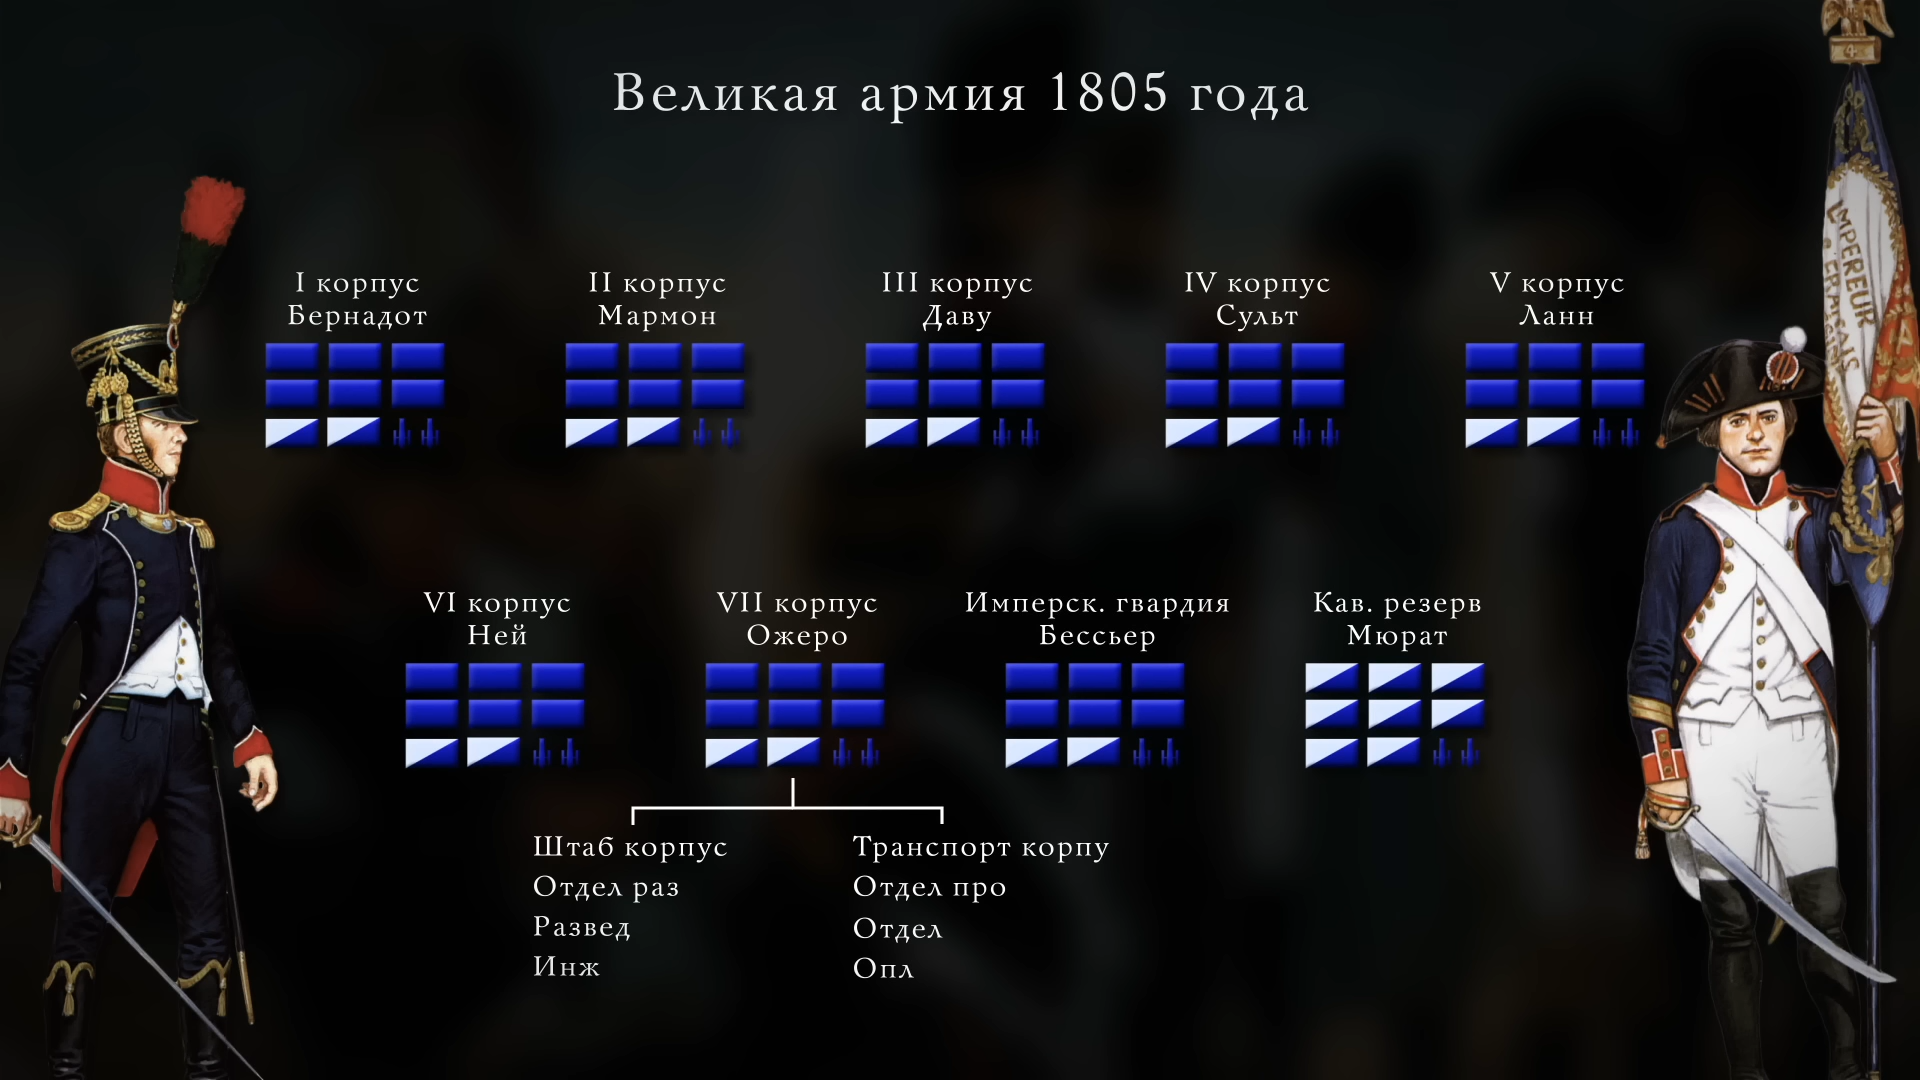 Великая армия 1805 года
I корпус
Бернадот
II корпус
Мармон
III корпус
Даву
IV корпус
Сульт
V корпус
Ланн
VI корпус
Ней
VII корпус
Ожеро
Имперск. гвардия
Бессьер
Кав. резерв
Мюрат
Штаб корпус
Отдел раз
Развед
Инж
Транспорт корпу
Отдел про
Отдел
Опл
4
EMPEREUR